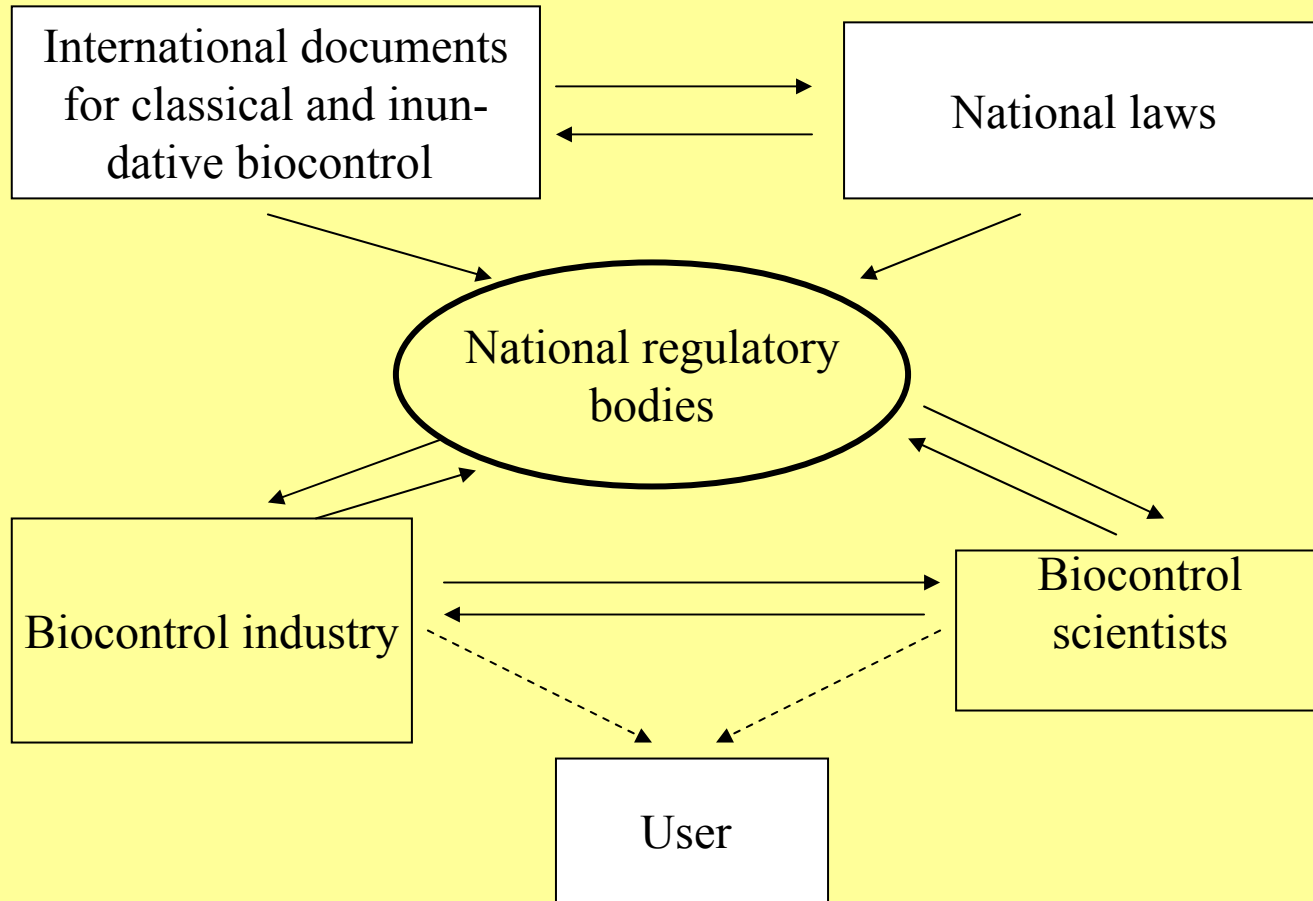 International documents
for classical and inun-
dative biocontrol
National laws
National regulatory
bodies
Biocontrol industry
Biocontrol
scientists
User